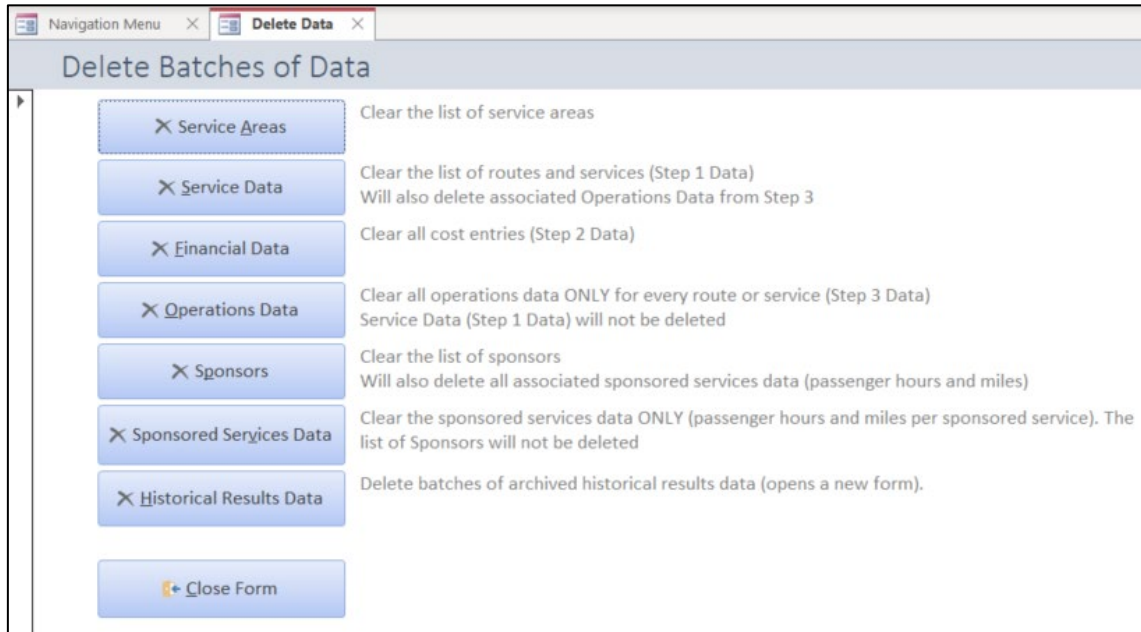 Navigation Menu
Delete Data
Delete Batches of Data
Service Areas
Clear the list of service areas
Service Data
Clear the list of routes and services (Step 1 Data)
Will also delete associated Operations Data from Step 3
Financial Data
Clear all cost entries (Step 2 Data)
Operations Data
Clear all operations data ONLY for every route or service (Step 3 Data)
Service Data (Step 1 Data) will not be deleted
Sponsors
Clear the list of sponsors
Will also delete all associated sponsored services data (passenger hours and miles)
Sponsored Services Data
Clear the sponsored services data ONLY (passenger hours and miles per sponsored service). The
list of Sponsors will not be deleted
Historical Results Data
Delete batches of archived historical results data (opens a new form).
Close Form